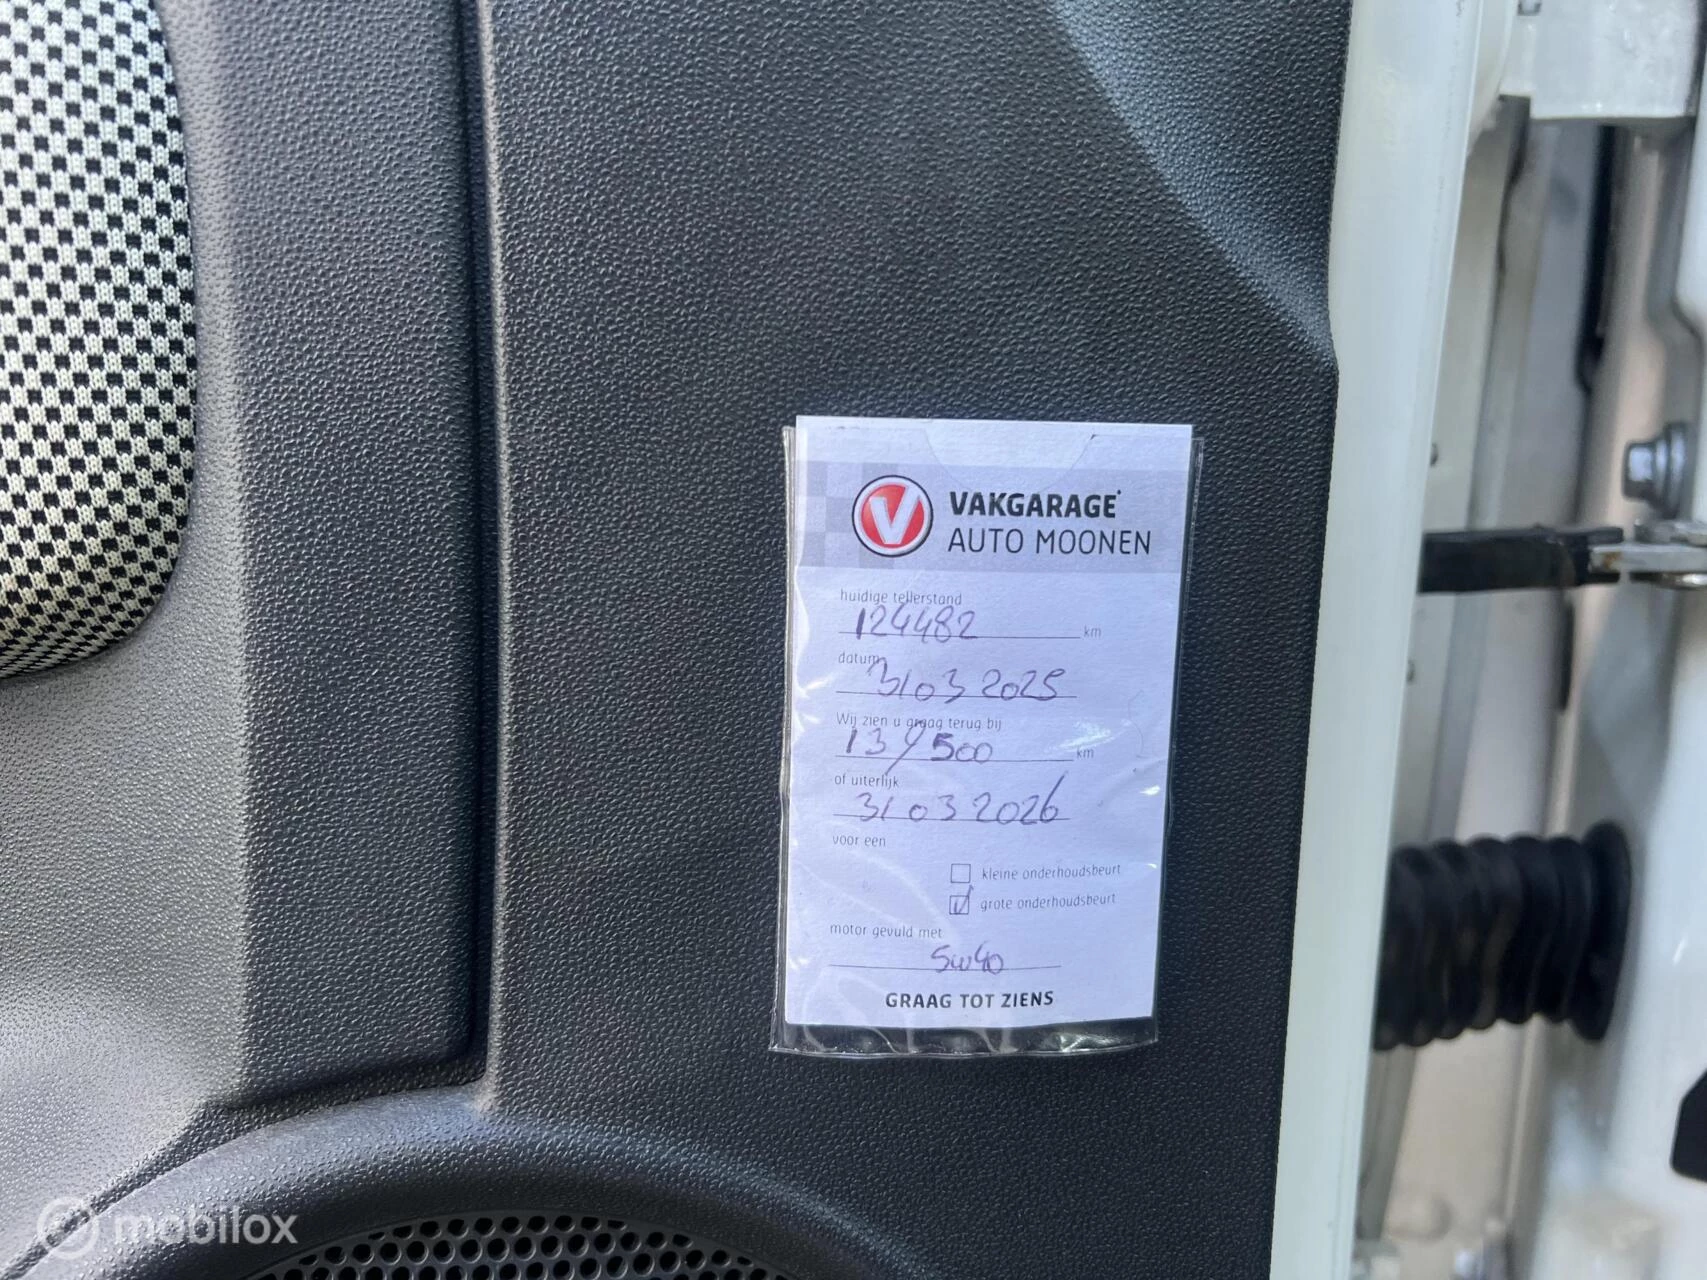 VAKGARAGE
AUTO MOONEN
huidige tellerstand
124482 km
datum
31 03 2025
Wij zien u graag terug bij
139500 km
of uiterlijk
31 03 2026
voor een
kleine onderhoudsbeurt
grote onderhoudsbeurt
motor gevuld met
5w40
GRAAG TOT ZIENS
mobilox